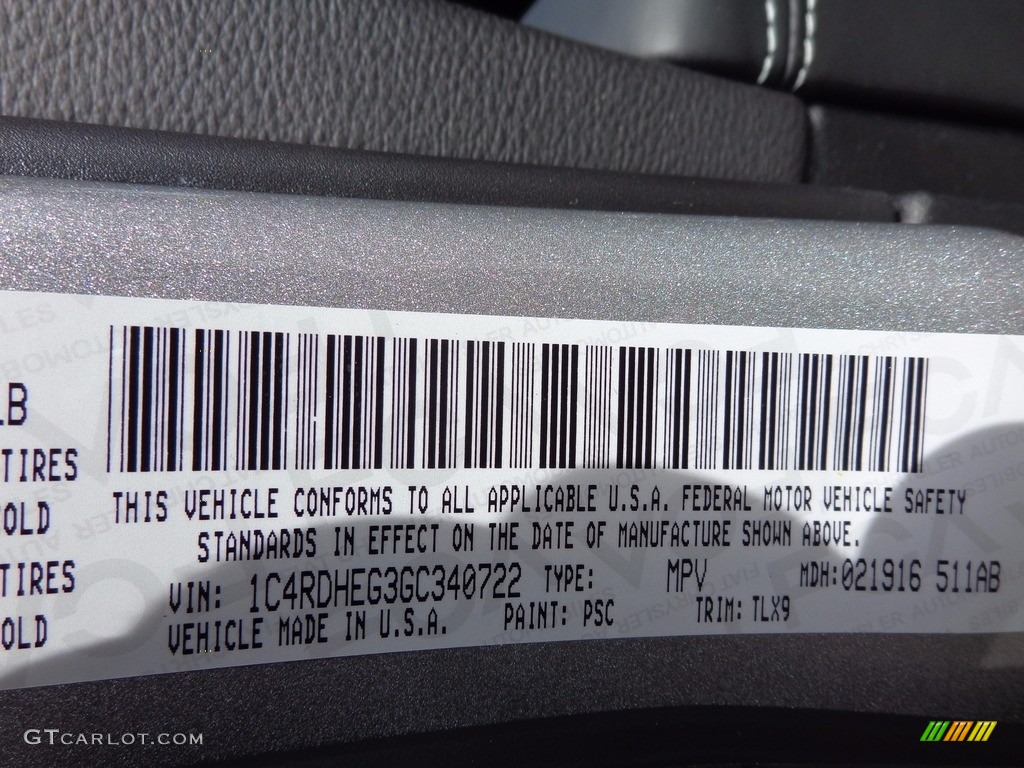 LB
TIRES
COLD
TIRES
COLD
THIS VEHICLE CONFORMS TO ALL APPLICABLE U.S.A. FEDERAL MOTOR VEHICLE SAFETY
STANDARDS IN EFFECT ON THE DATE OF MANUFACTURE SHOWN ABOVE.
VIN: 1C4RDHEG3GC340722 TYPE: MPV MDH:021916 511AB
VEHICLE MADE IN U.S.A. PAINT: PSC TRIM: TLX9
GTCARLOT.COM